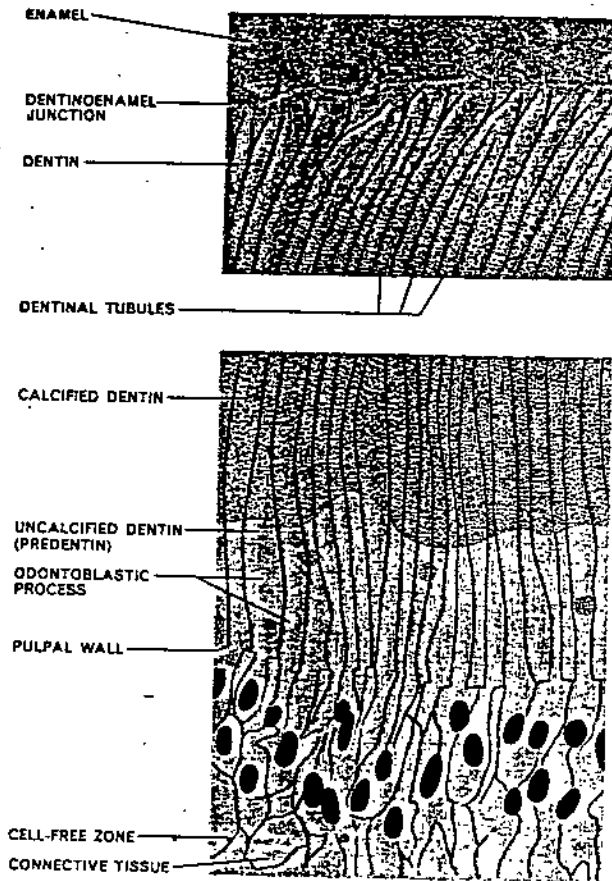 ENAMEL
DENTINOENAMEL
JUNCTION
DENTIN
DENTINAL TUBULES
CALCIFIED DENTIN
UNCALCIFIED DENTIN
(PREDENTIN)
ODONTOBLASTIC
PROCESS
PULPAL WALL
CELL-FREE ZONE
CONNECTIVE TISSUE